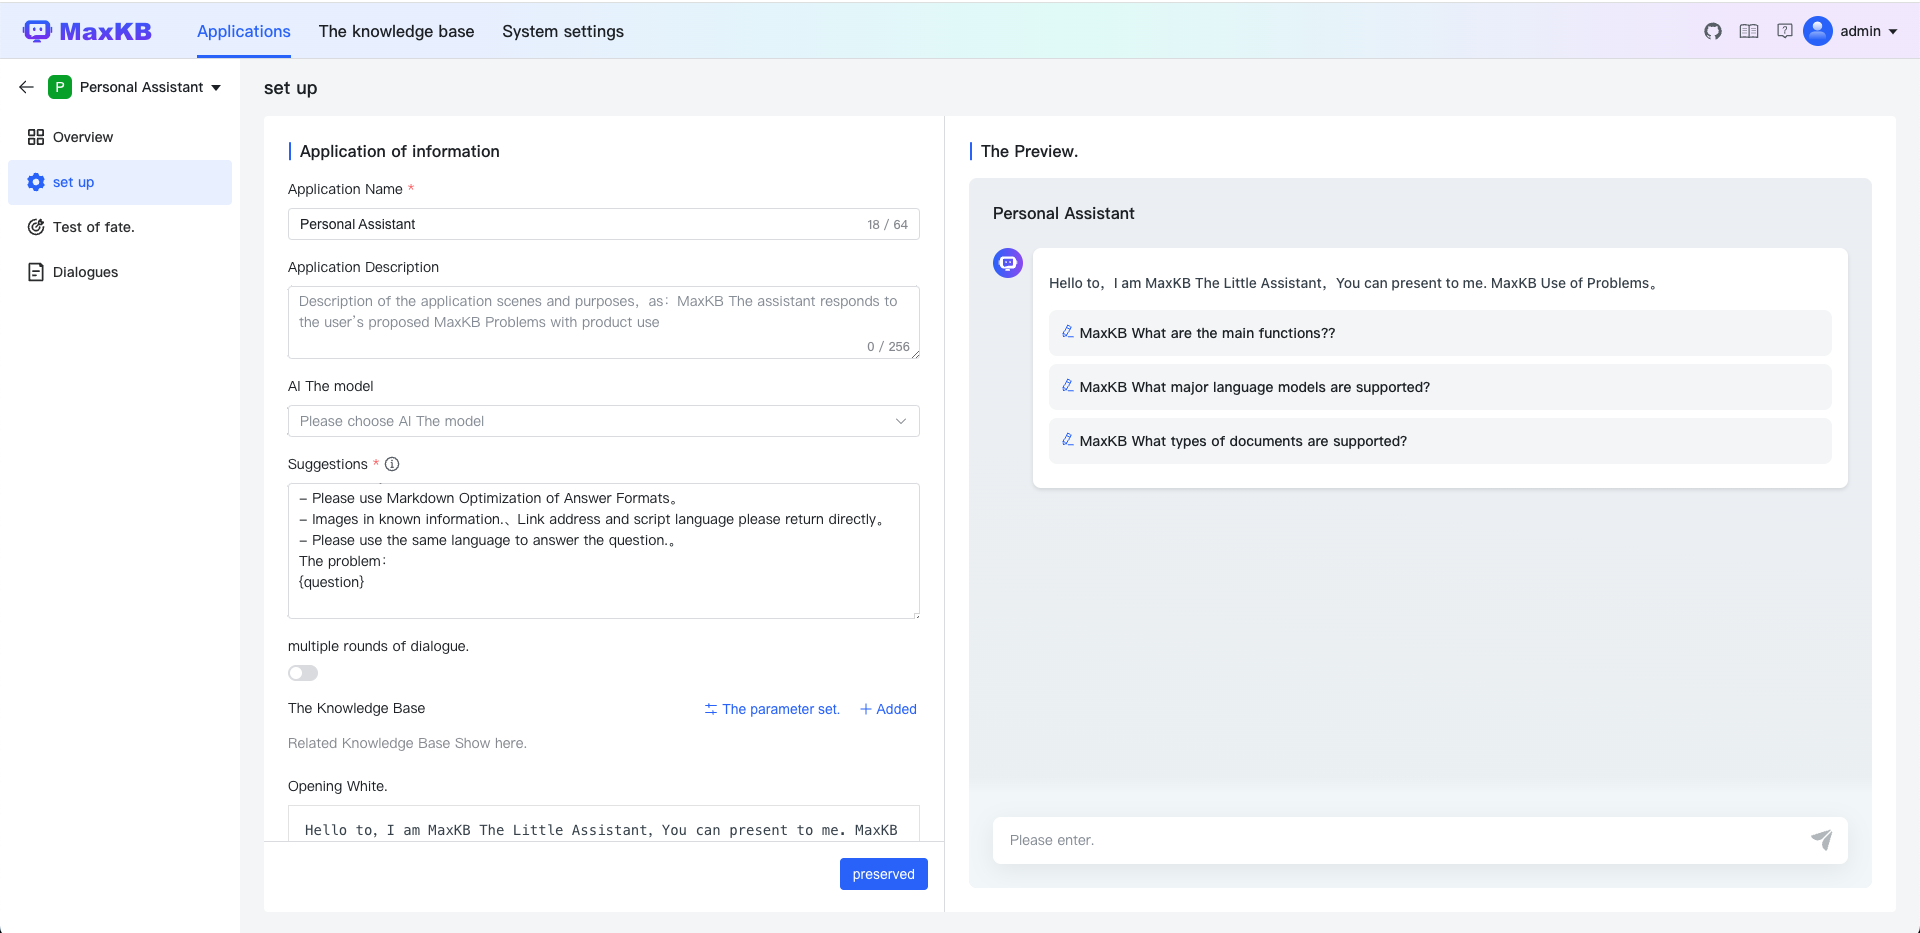 MaxKB
Applications
The knowledge base
System settings
admin
P
Personal Assistant
Overview
set up
Test of fate.
Dialogues
set up
Application of information
Application Name *
Personal Assistant
18 / 64
Application Description
Description of the application scenes and purposes，as：MaxKB The assistant responds to
the user's proposed MaxKB Problems with product use
0 / 256
AI The model
Please choose AI The model
Suggestions *
- Please use Markdown Optimization of Answer Formats。
- Images in known information.、Link address and script language please return directly。
- Please use the same language to answer the question.。
The problem：
{question}
multiple rounds of dialogue.
The Knowledge Base
The parameter set.
+ Added
Related Knowledge Base Show here.
Opening White.
Hello to，I am MaxKB The Little Assistant，You can present to me. MaxKB
preserved
The Preview.
Personal Assistant
Hello to，I am MaxKB The Little Assistant，You can present to me. MaxKB Use of Problems。
MaxKB What are the main functions??
MaxKB What major language models are supported?
MaxKB What types of documents are supported?
Please enter.